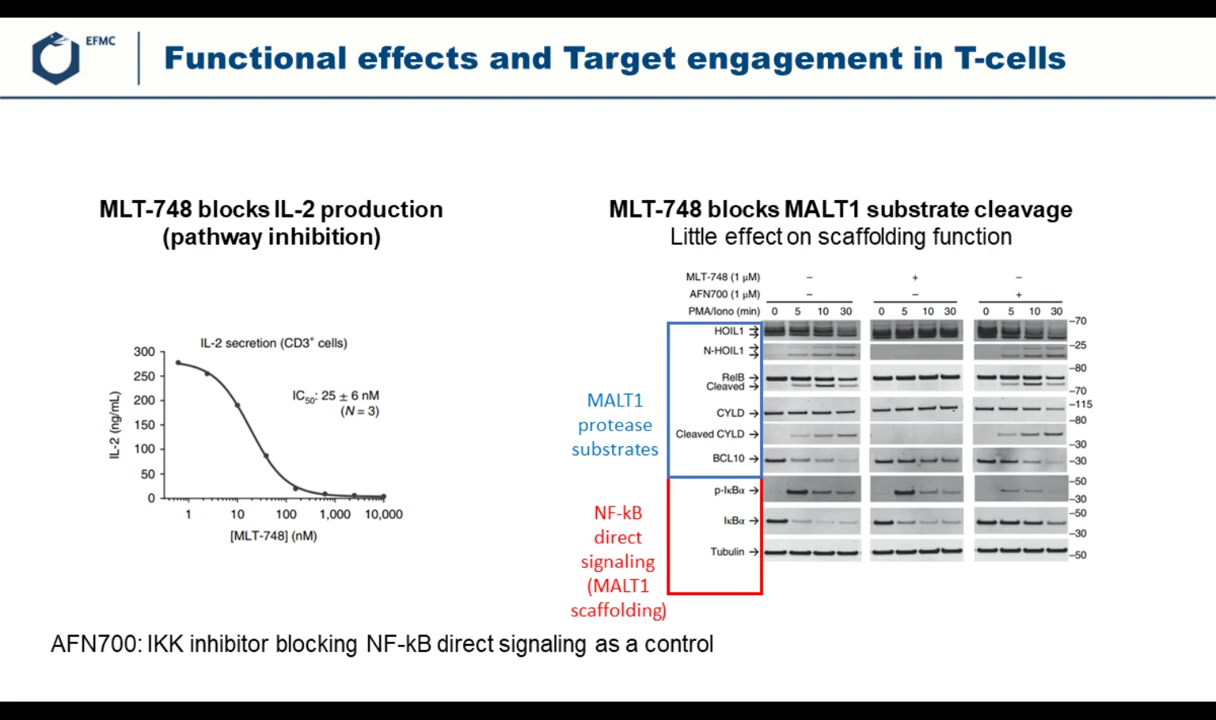 EFMC
Functional effects and Target engagement in T-cells
MLT-748 blocks IL-2 production
(pathway inhibition)
IL-2 secretion (CD3⁺ cells)
IC₅₀: 25 ± 6 nM
(N = 3)
IL-2 (ng/mL)
300
250
200
150
100
50
0
1 10 100 1,000 10,000
[MLT-748] (nM)
MLT-748 blocks MALT1 substrate cleavage
Little effect on scaffolding function
MLT-748 (1 µM) – + –
AFN700 (1 µM) – – +
PMA/Iono (min) 0 5 10 30 0 5 10 30 0 5 10 30
HOIL1
N-HOIL1
RelB
Cleaved
CYLD
Cleaved CYLD
BCL10
p-IκBα
IκBα
Tubulin
–70
–25
–80
–70
–115
–80
–30
–30
–50
–30
–50
–30
–50
MALT1
protease
substrates
NF-kB
direct
signaling
(MALT1
scaffolding)
AFN700: IKK inhibitor blocking NF-kB direct signaling as a control